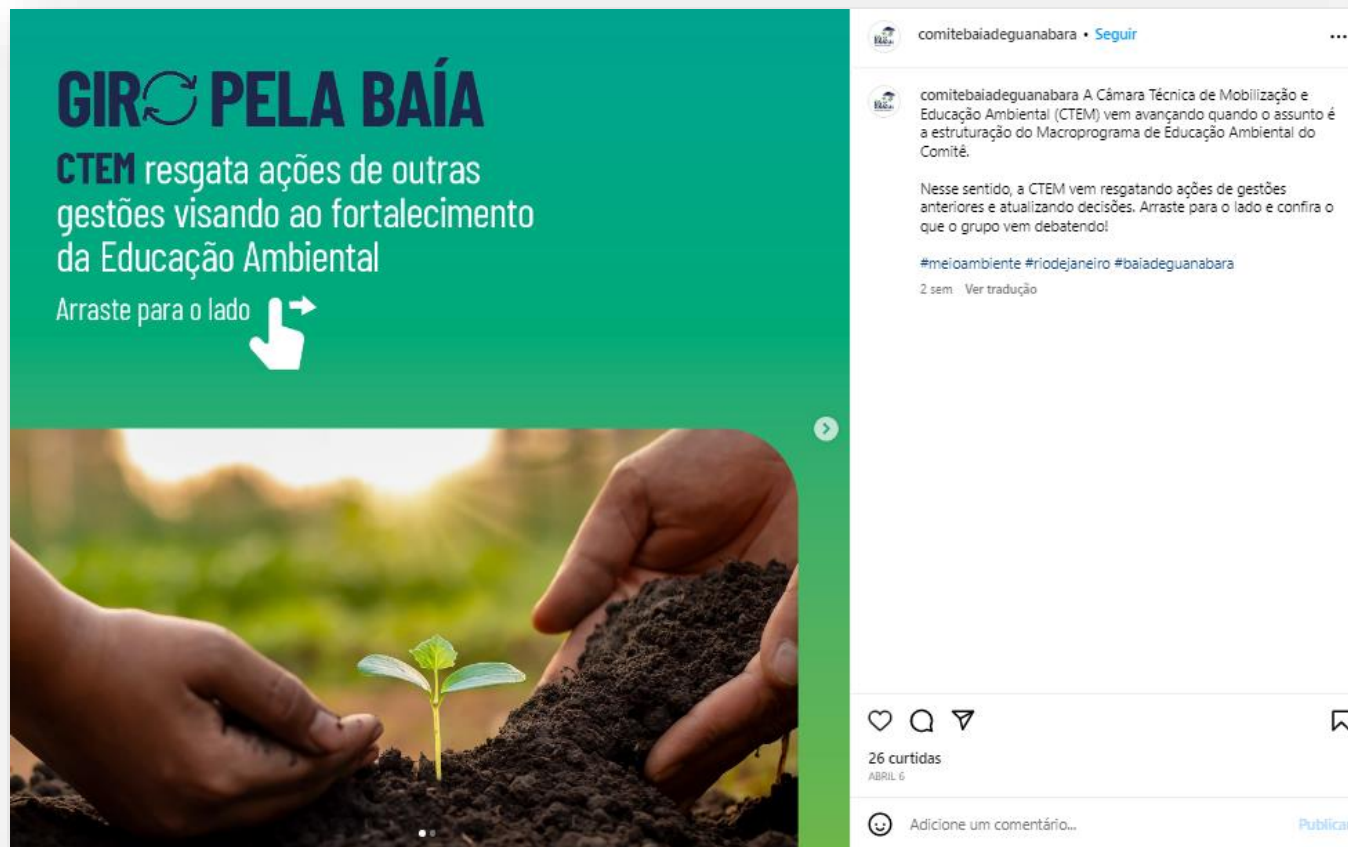 GIRO PELA BAÍA
CTEM resgata ações de outras
gestões visando ao fortalecimento
da Educação Ambiental
Arraste para o lado
comitebaiadeguanabara • Seguir
comitebaiadeguanabara A Câmara Técnica de Mobilização e
Educação Ambiental (CTEM) vem avançando quando o assunto é
a estruturação do Macroprograma de Educação Ambiental do
Comitê.
Nesse sentido, a CTEM vem resgatando ações de gestões
anteriores e atualizando decisões. Arraste para o lado e confira o
que o grupo vem debatendo!
#meioambiente #riodejaneiro #baiadeguanabara
2 sem Ver tradução
26 curtidas
ABRIL 6
Adicione um comentário...
Publicar